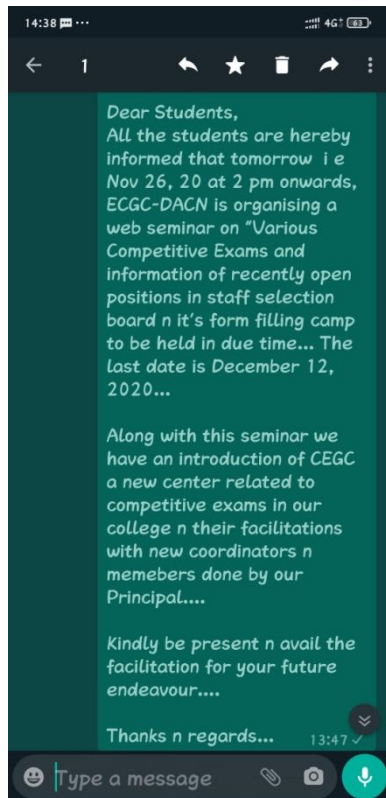 14:38 ... 4G 63
1
Dear Students,
All the students are hereby
informed that tomorrow i e
Nov 26, 20 at 2 pm onwards,
ECGC-DACN is organising a
web seminar on "Various
Competitive Exams and
information of recently open
positions in staff selection
board n it's form filling camp
to be held in due time... The
last date is December 12,
2020...
Along with this seminar we
have an introduction of CEGC
a new center related to
competitive exams in our
college n their facilitations
with new coordinators n
memebers done by our
Principal....
Kindly be present n avail the
facilitation for your future
endeavour....
Thanks n regards... 13:47
Type a message